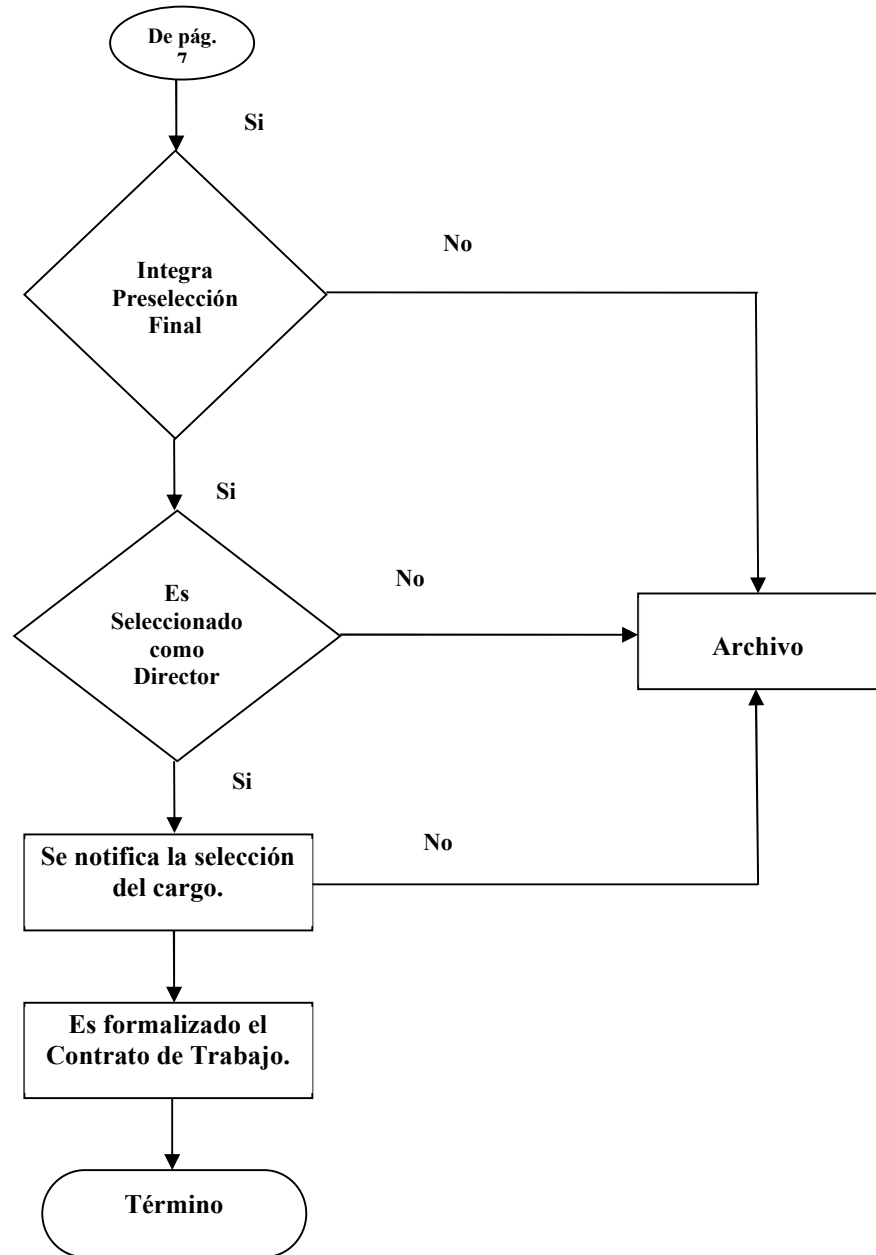 De pág.
7
Si
No
Integra
Preselección
Final
Si
No
Es
Seleccionado
como
Director
Archivo
Si
No
Se notifica la selección
del cargo.
Es formalizado el
Contrato de Trabajo.
Término